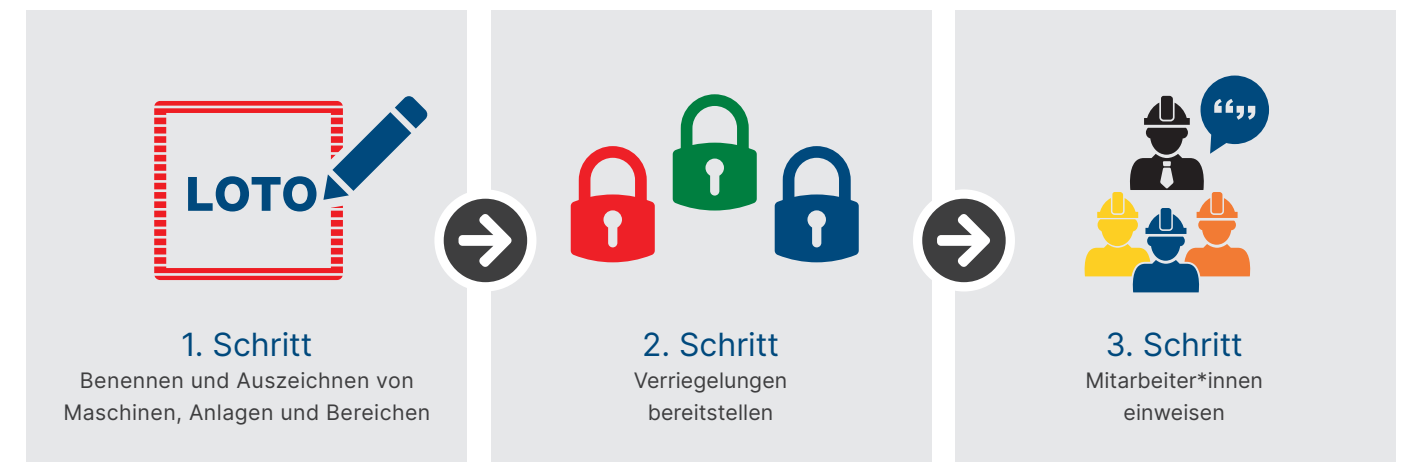 LOTO
1. Schritt
Benennen und Auszeichnen von
Maschinen, Anlagen und Bereichen
2. Schritt
Verriegelungen
bereitstellen
3. Schritt
Mitarbeiter*innen
einweisen